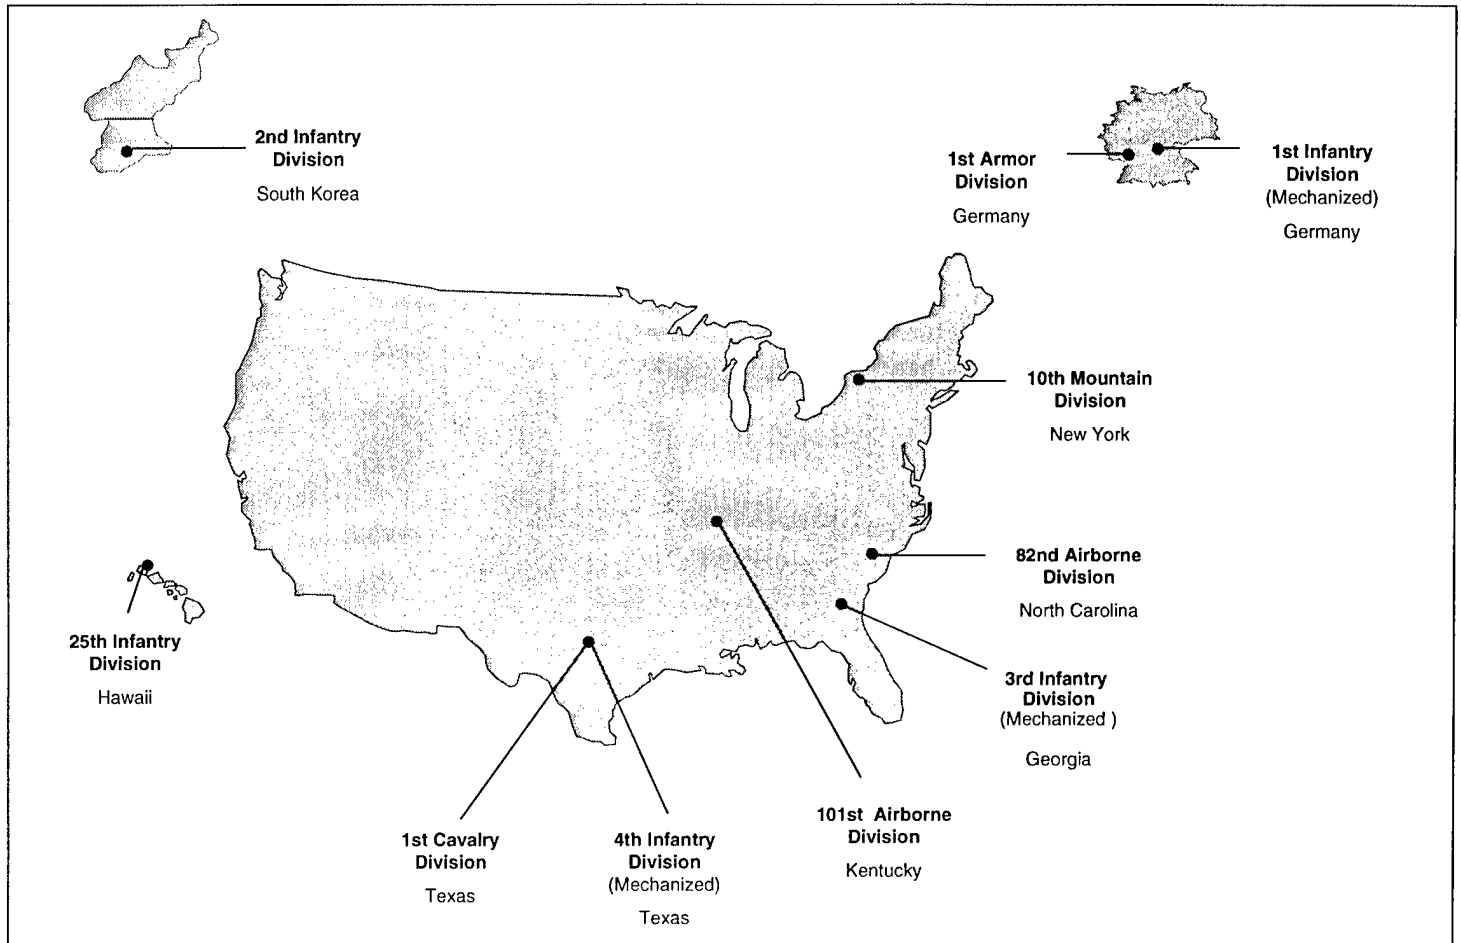 2nd Infantry
Division
South Korea
1st Armor
Division
Germany
1st Infantry
Division
(Mechanized)
Germany
10th Mountain
Division
New York
82nd Airborne
Division
North Carolina
25th Infantry
Division
Hawaii
3rd Infantry
Division
(Mechanized )
Georgia
101st Airborne
Division
Kentucky
1st Cavalry
Division
Texas
4th Infantry
Division
(Mechanized)
Texas